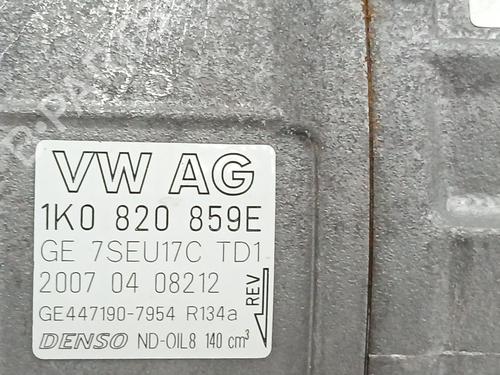 VW AG
1K0 820 859E
GE 7SEU17C TD1
2007 04 08212
GE447190-7954 R134a
REV
DENSO ND-OIL8 140 cm³
B-PARTS